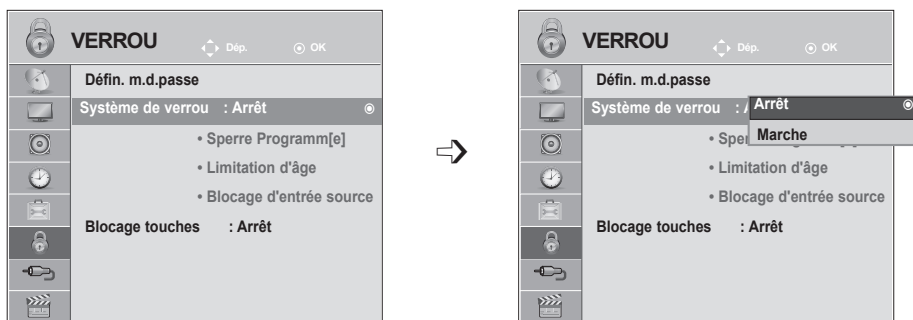 VERROU Dép. OK
Défin. m.d.passe
Système de verrou : Arrêt
• Sperre Programm[e]
• Limitation d'âge
• Blocage d'entrée source
Blocage touches : Arrêt
VERROU Dép. OK
Défin. m.d.passe
Système de verrou : Arrêt
Marche
• Limitation d'âge
• Blocage d'entrée source
Blocage touches : Arrêt